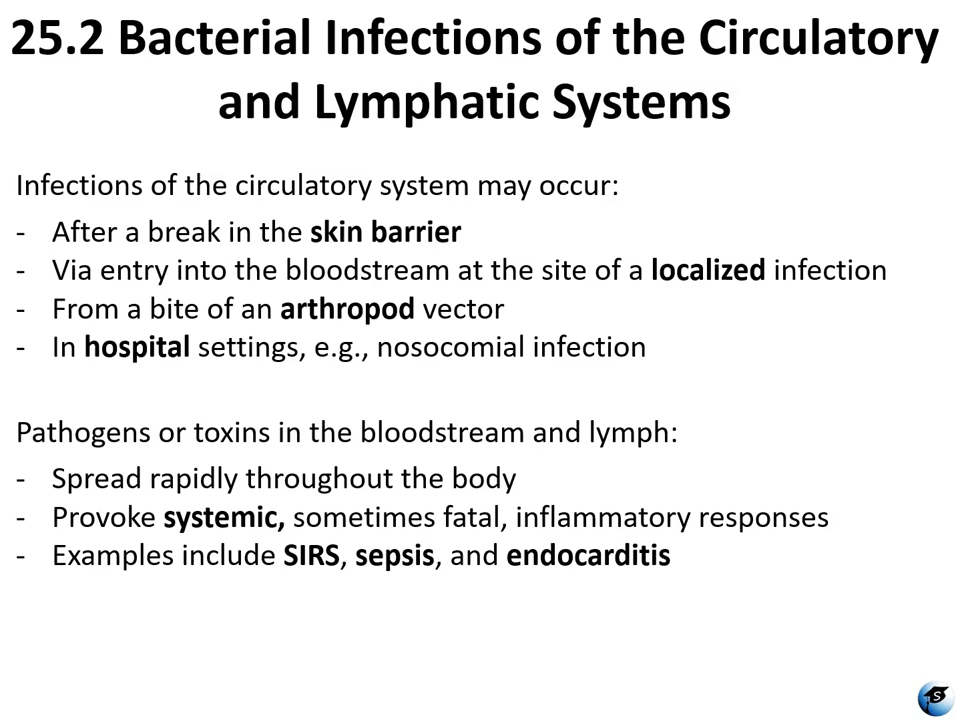 25.2 Bacterial Infections of the Circulatory
and Lymphatic Systems
Infections of the circulatory system may occur:
- After a break in the skin barrier
- Via entry into the bloodstream at the site of a localized infection
- From a bite of an arthropod vector
- In hospital settings, e.g., nosocomial infection
Pathogens or toxins in the bloodstream and lymph:
- Spread rapidly throughout the body
- Provoke systemic, sometimes fatal, inflammatory responses
- Examples include SIRS, sepsis, and endocarditis
S